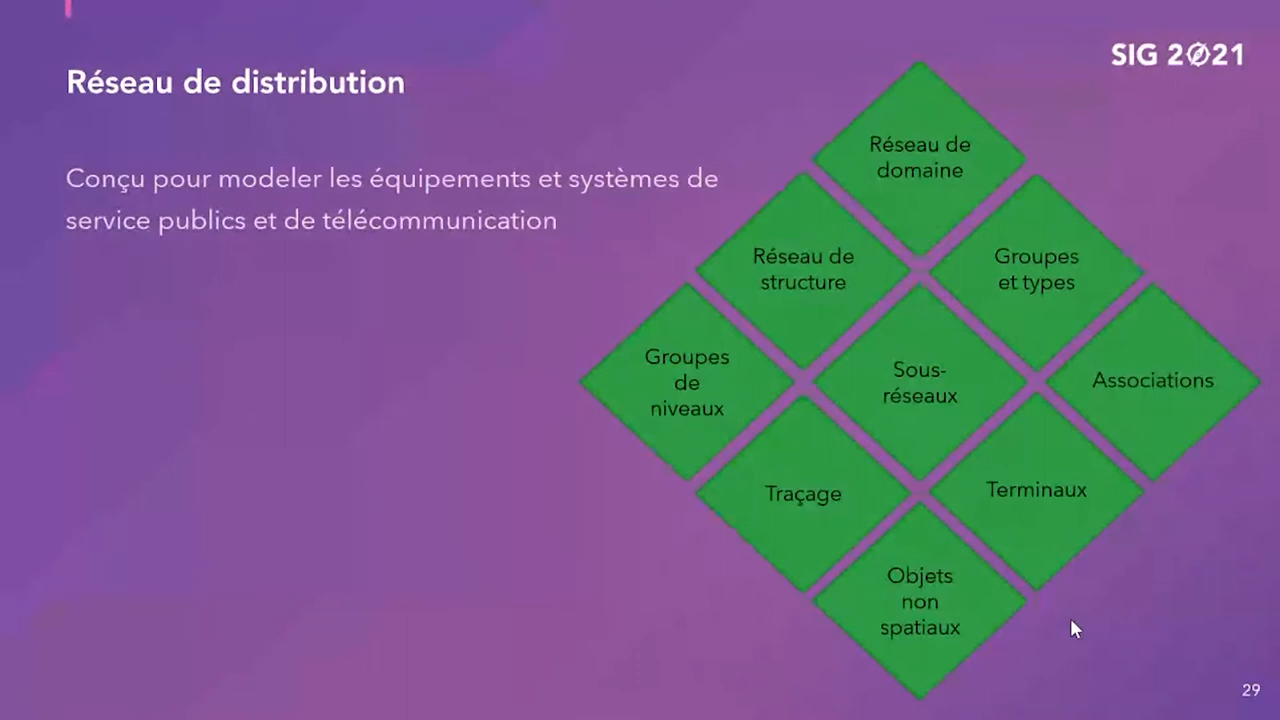 SIG 2021
Réseau de distribution
Conçu pour modeler les équipements et systèmes de
service publics et de télécommunication
Réseau de
domaine
Réseau de
structure
Groupes
et types
Groupes
de
niveaux
Sous-
réseaux
Associations
Traçage
Terminaux
Objets
non
spatiaux
29